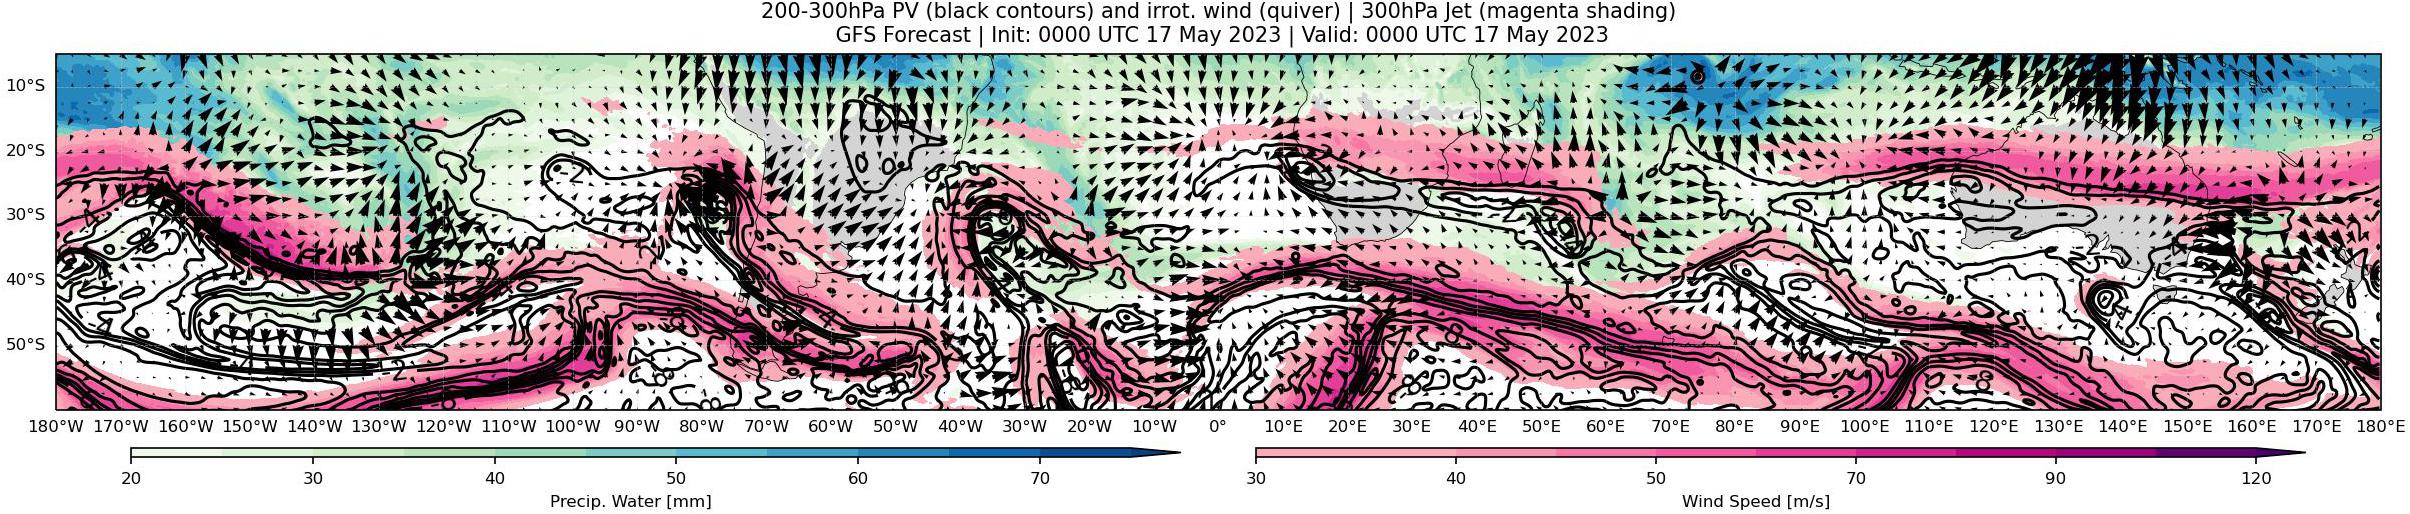 200-300hPa PV (black contours) and irrot. wind (quiver) | 300hPa Jet (magenta shading)
GFS Forecast | Init: 0000 UTC 17 May 2023 | Valid: 0000 UTC 17 May 2023
10°S
20°S
30°S
40°S
50°S
180°W 170°W 160°W 150°W 140°W 130°W 120°W 110°W 100°W 90°W 80°W 70°W 60°W 50°W 40°W 30°W 20°W 10°W 0° 10°E 20°E 30°E 40°E 50°E 60°E 70°E 80°E 90°E 100°E 110°E 120°E 130°E 140°E 150°E 160°E 170°E 180°E
20 30 40 50 60 70
Precip. Water [mm]
30 40 50 70 90 120
Wind Speed [m/s]